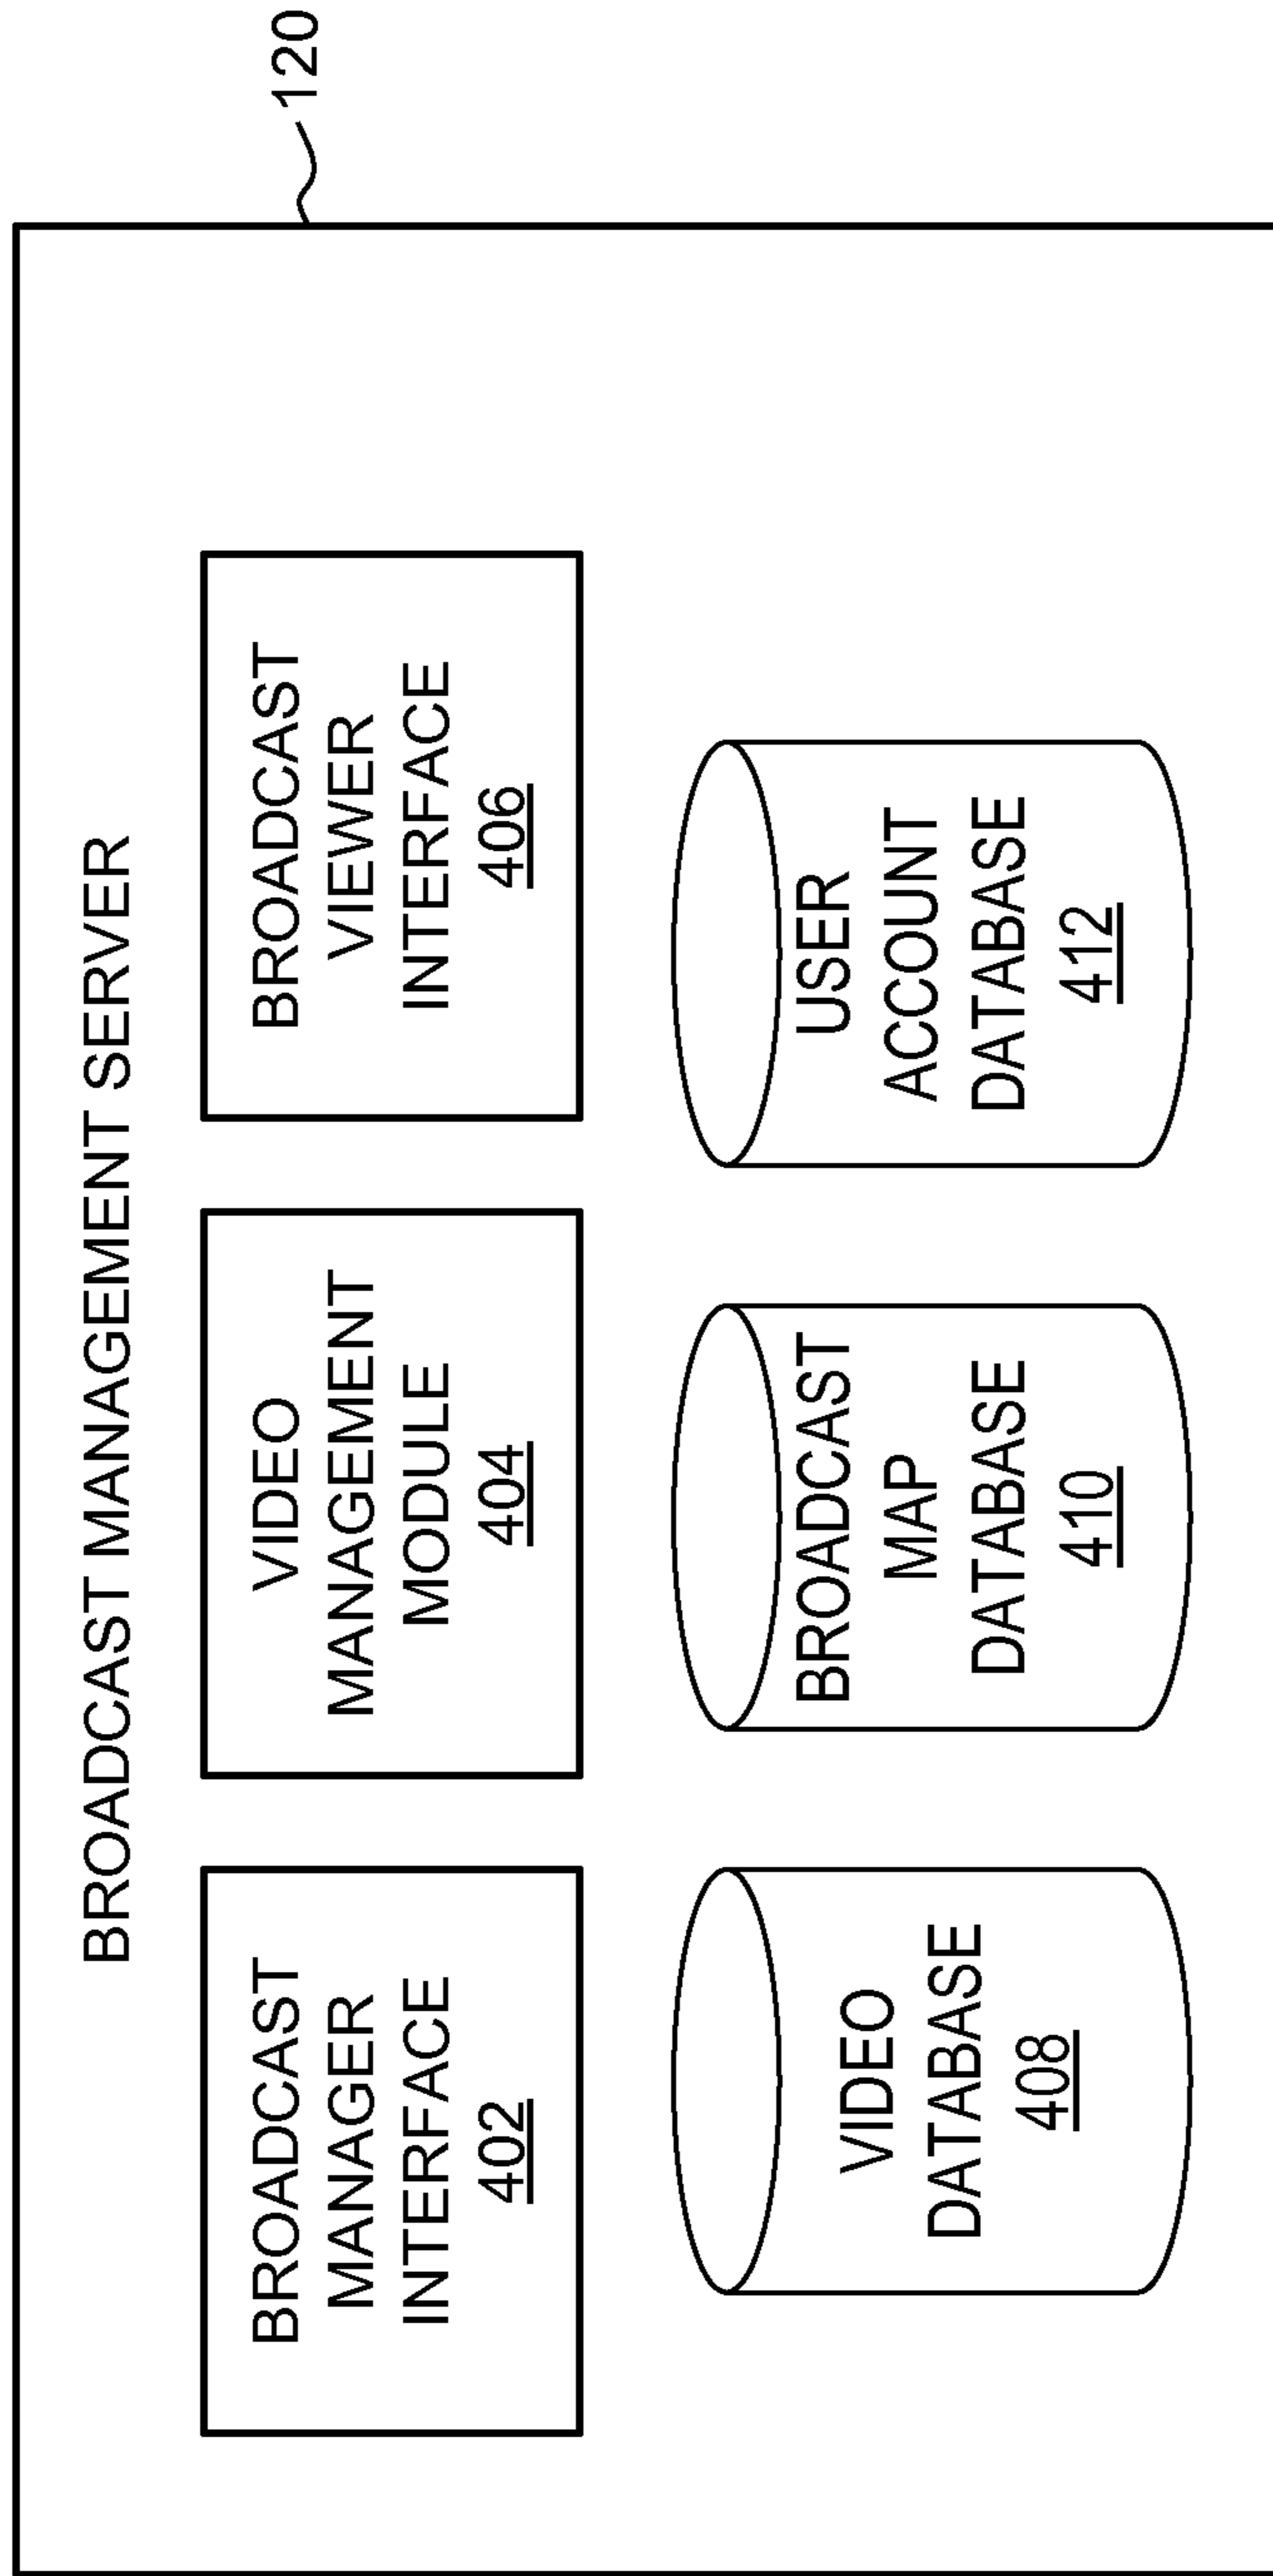 BROADCAST MANAGEMENT SERVER
120
BROADCAST
MANAGER
INTERFACE
402
VIDEO
MANAGEMENT
MODULE
404
BROADCAST
VIEWER
INTERFACE
406
VIDEO
DATABASE
408
BROADCAST
MAP
DATABASE
410
USER
ACCOUNT
DATABASE
412